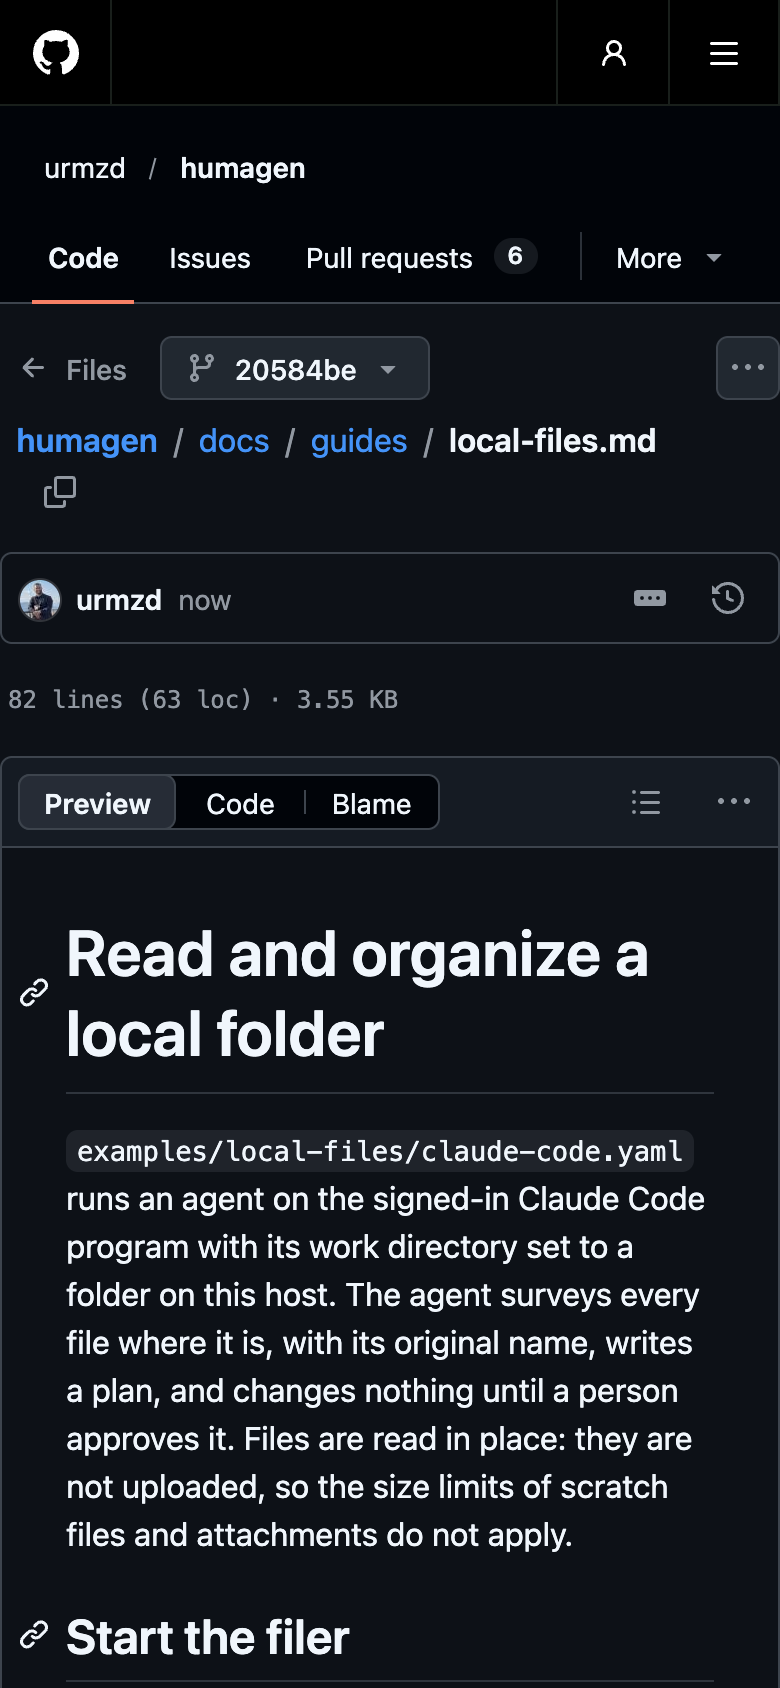 urmzd / humagen
Code Issues Pull requests 6 More
Files 20584be
humagen / docs / guides / local-files.md
urmzd now
82 lines (63 loc) · 3.55 KB
Preview Code Blame
Read and organize a
local folder
examples/local-files/claude-code.yaml
runs an agent on the signed-in Claude Code
program with its work directory set to a
folder on this host. The agent surveys every
file where it is, with its original name, writes
a plan, and changes nothing until a person
approves it. Files are read in place: they are
not uploaded, so the size limits of scratch
files and attachments do not apply.
Start the filer